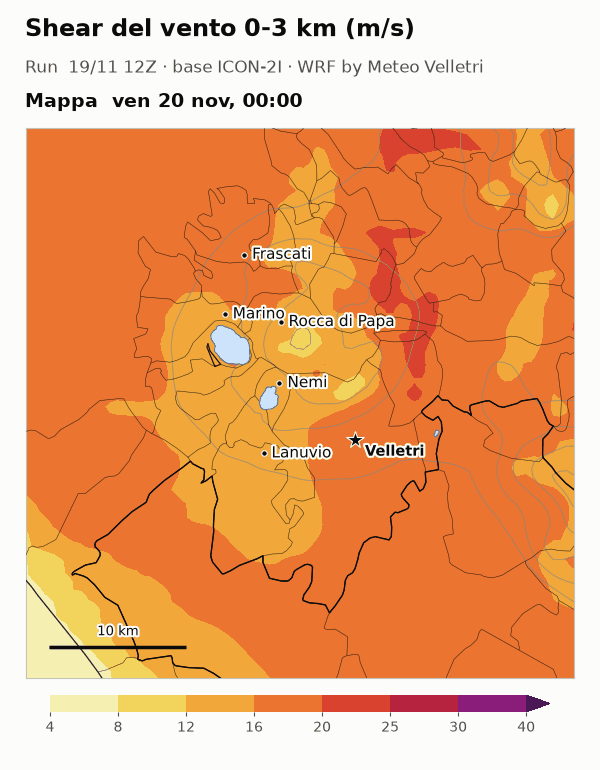 Shear del vento 0-3 km (m/s)
Run  19/11 12Z · base ICON-2I · WRF by Meteo Velletri
Mappa  ven 20 nov, 00:00
Frascati
Marino
Rocca di Papa
Nemi
Velletri
Lanuvio
10 km
4 8 12 16 20 25 30 40